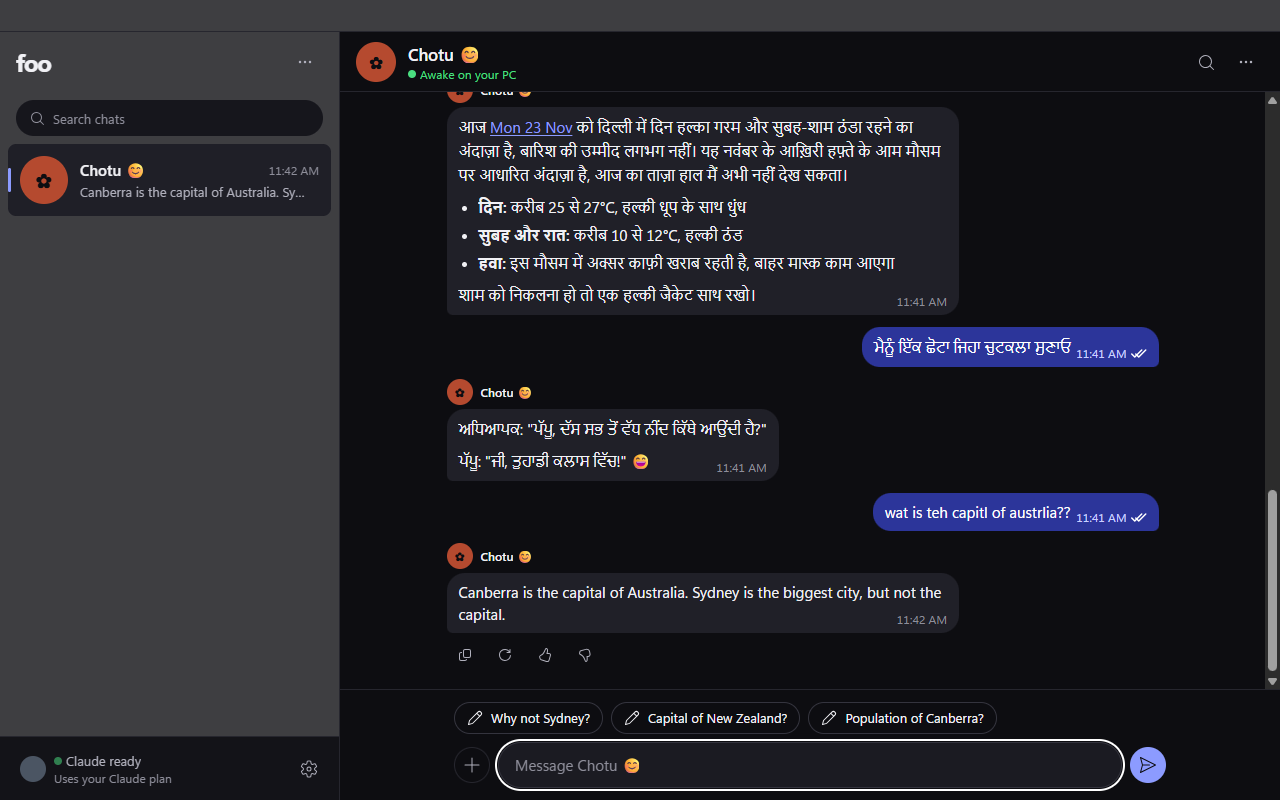 foo
Search chats
Chotu 😊
11:42 AM
Canberra is the capital of Australia. Sy...
Claude ready
Uses your Claude plan
Chotu 😊
Awake on your PC
Chotu 😊
आज Mon 23 Nov को दिल्ली में दिन हल्का गरम और सुबह-शाम ठंडा रहने का
अंदाज़ा है, बारिश की उम्मीद लगभग नहीं। यह नवंबर के आख़िरी हफ़्ते के आम मौसम
पर आधारित अंदाज़ा है, आज का ताज़ा हाल मैं अभी नहीं देख सकता।
• दिन: करीब 25 से 27°C, हल्की धूप के साथ धुंध
• सुबह और रात: करीब 10 से 12°C, हल्की ठंड
• हवा: इस मौसम में अक्सर काफ़ी खराब रहती है, बाहर मास्क काम आएगा
शाम को निकलना हो तो एक हल्की जैकेट साथ रखो।
11:41 AM
ਮੈਨੂੰ ਇੱਕ ਛੋਟਾ ਜਿਹਾ ਚੁਟਕਲਾ ਸੁਣਾਓ 11:41 AM
Chotu 😊
ਅਧਿਆਪਕ: "ਪੱਪੂ, ਦੱਸ ਸਭ ਤੋਂ ਵੱਧ ਨੀਂਦ ਕਿੱਥੇ ਆਉਂਦੀ ਹੈ?"
ਪੱਪੂ: "ਜੀ, ਤੁਹਾਡੀ ਕਲਾਸ ਵਿੱਚ!" 😄
11:41 AM
wat is teh capitl of austrlia?? 11:41 AM
Chotu 😊
Canberra is the capital of Australia. Sydney is the biggest city, but not the
capital.
11:42 AM
Why not Sydney?
Capital of New Zealand?
Population of Canberra?
Message Chotu 😊